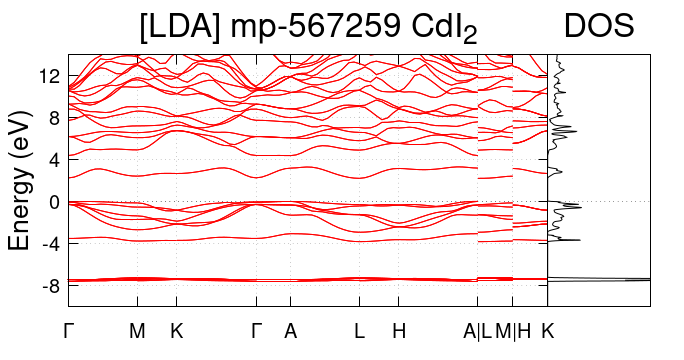 [LDA] mp-567259 CdI2 DOS
Energy (eV)
12
8
4
0
-4
-8
Γ M K Γ A L H A|L M|H K